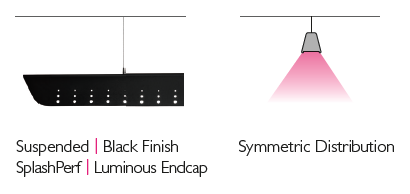 Suspended | Black Finish
SplashPerf | Luminous Endcap
Symmetric Distribution